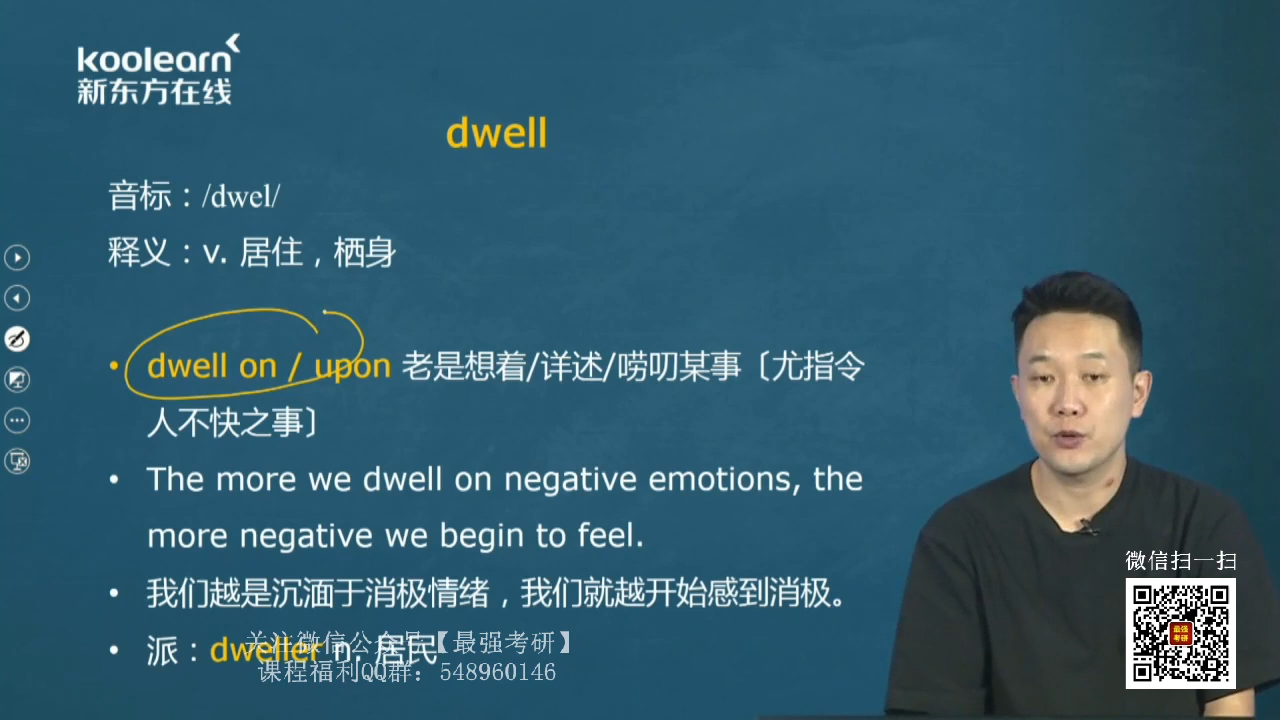 koolearn
新东方在线
dwell
音标：/dwel/
释义：v. 居住，栖身
• dwell on / upon 老是想着/详述/唠叨某事〔尤指令
人不快之事〕
• The more we dwell on negative emotions, the
more negative we begin to feel.
• 我们越是沉湎于消极情绪，我们就越开始感到消极。
• 派：dweller n. 居民
关注微信公众号【最强考研】
课程福利QQ群：548960146
微信扫一扫
最强
考研